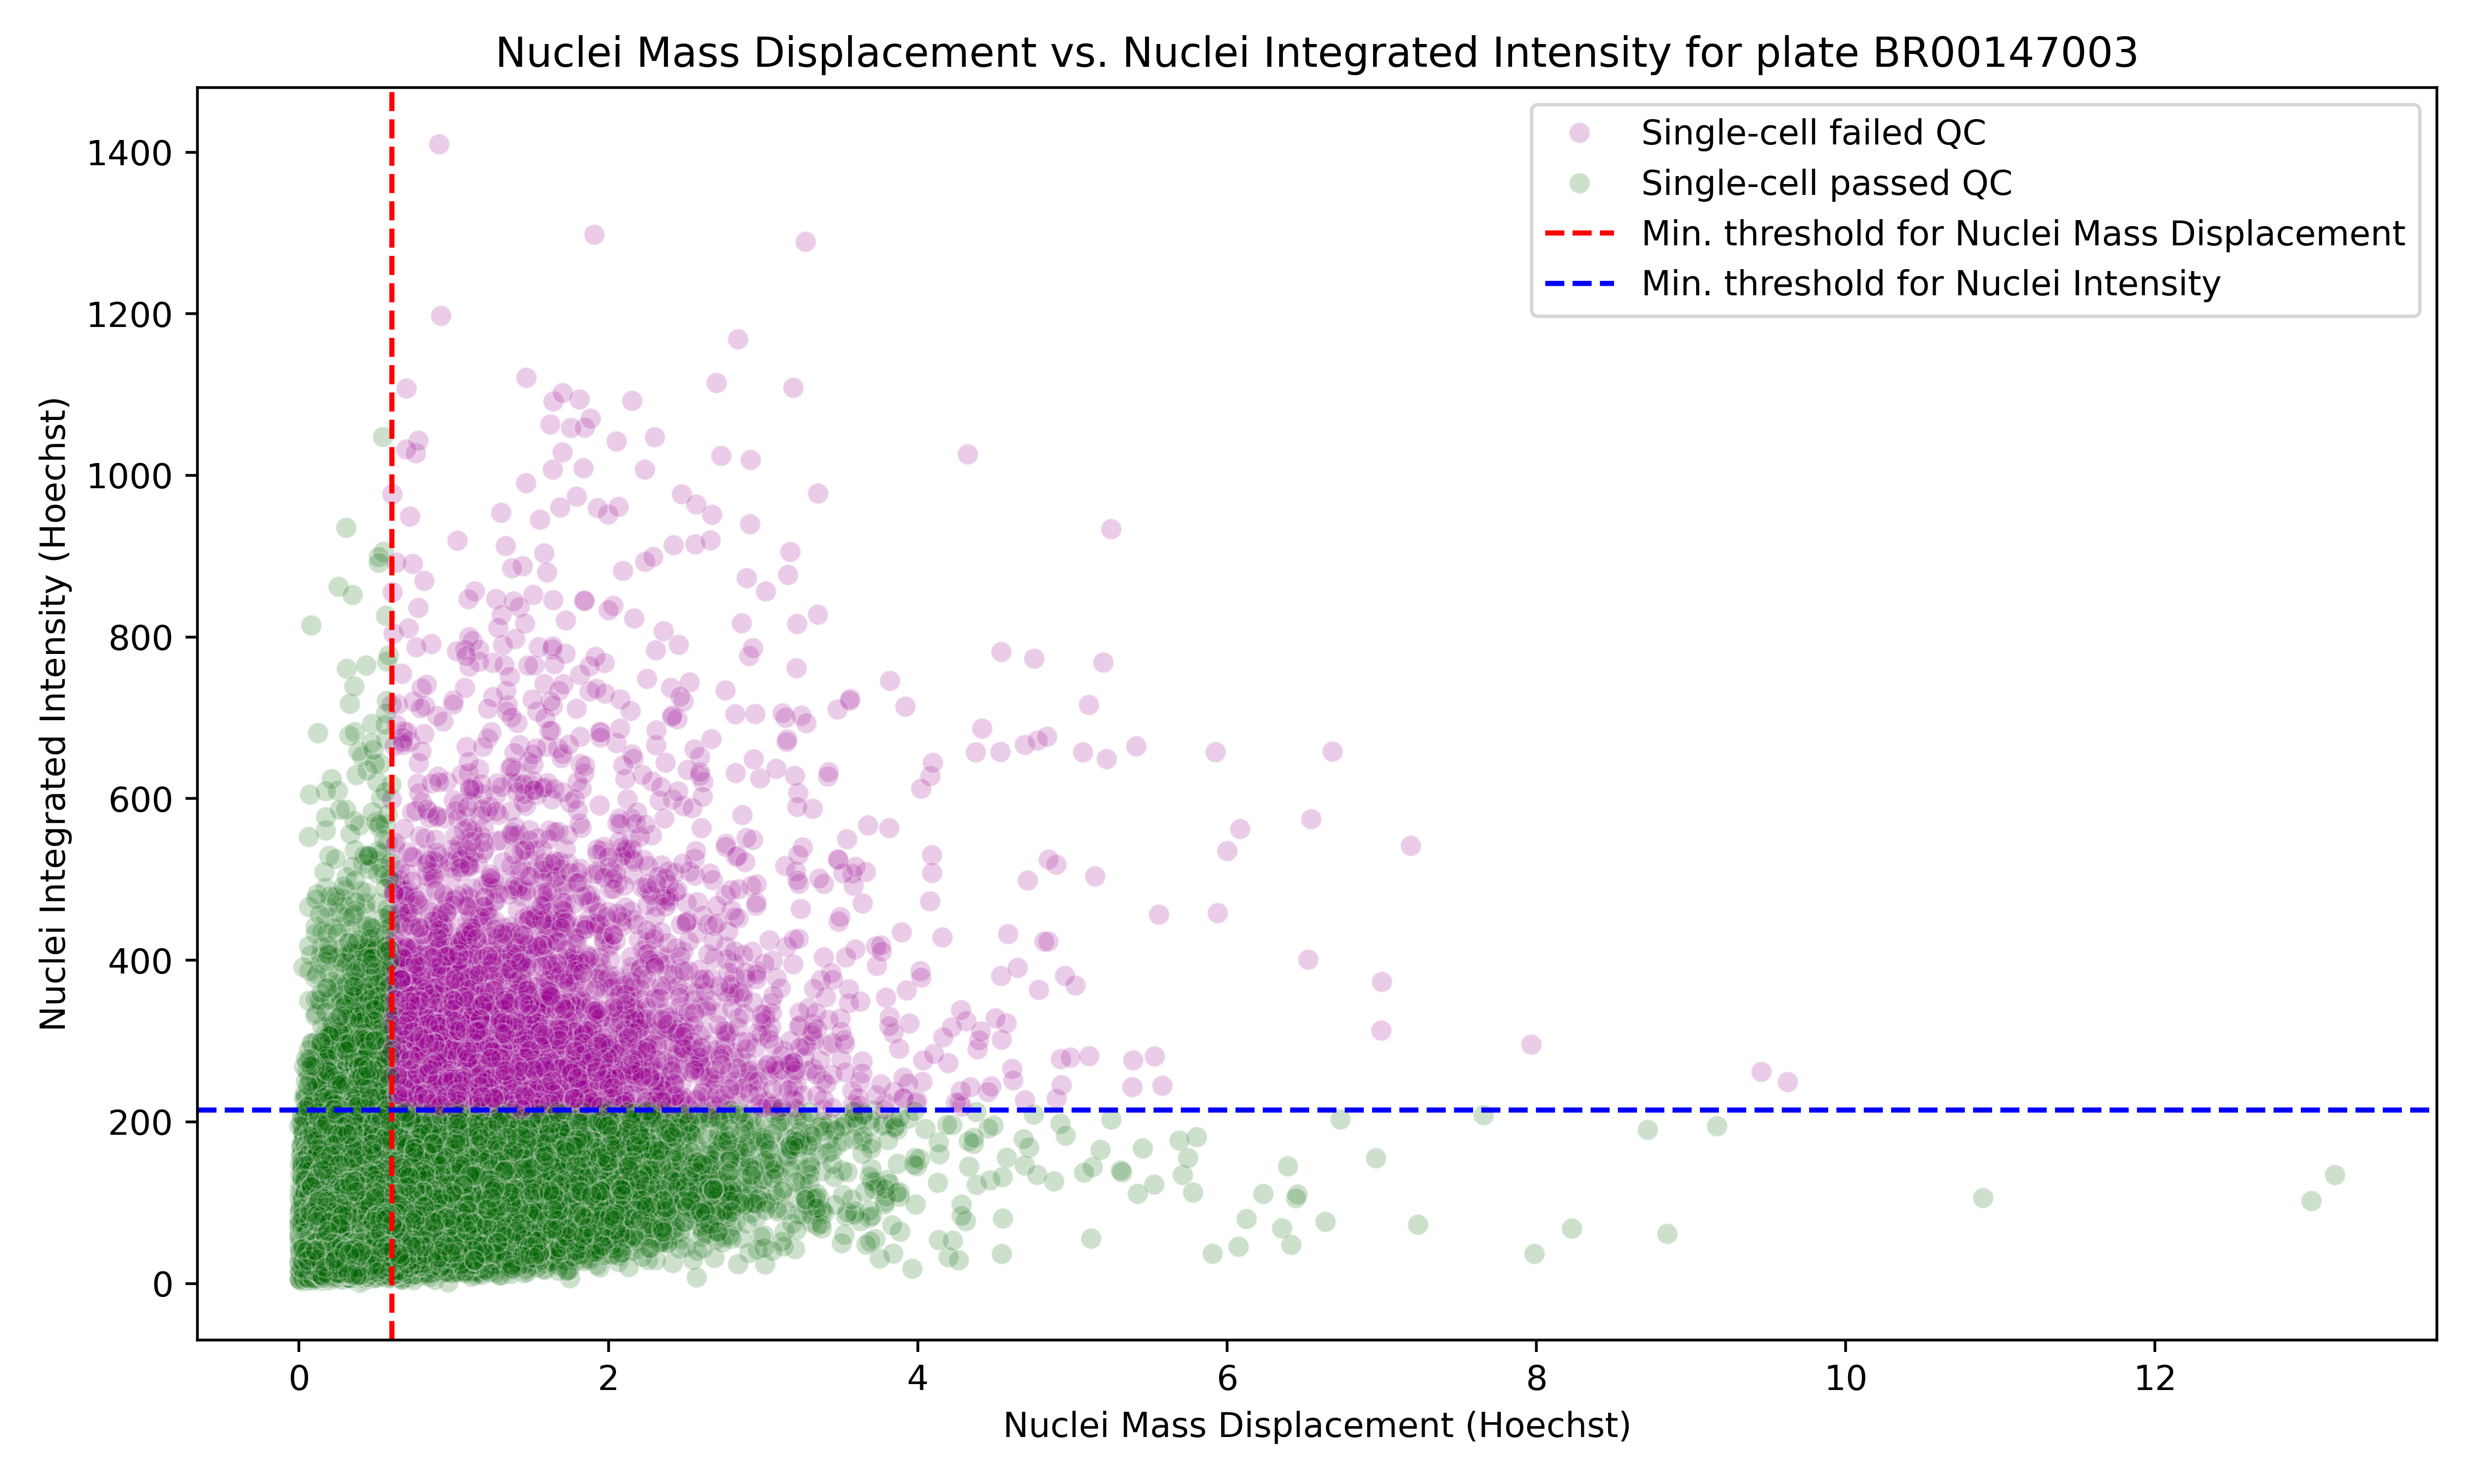 Nuclei Mass Displacement vs. Nuclei Integrated Intensity for plate BR00147003
Single-cell failed QC
Single-cell passed QC
Min. threshold for Nuclei Mass Displacement
Min. threshold for Nuclei Intensity
Nuclei Integrated Intensity (Hoechst)
1400
1200
1000
800
600
400
200
0
0 2 4 6 8 10 12
Nuclei Mass Displacement (Hoechst)